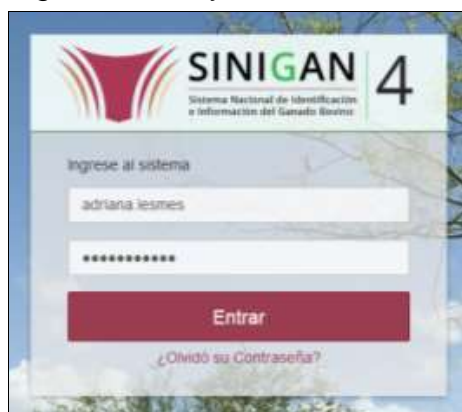 SINIGAN 4
Sistema Nacional de Identificación
e Información del Ganado Bovino
Ingrese al sistema
adriana.lesmes
•••••••••••
Entrar
¿Olvidó su Contraseña?